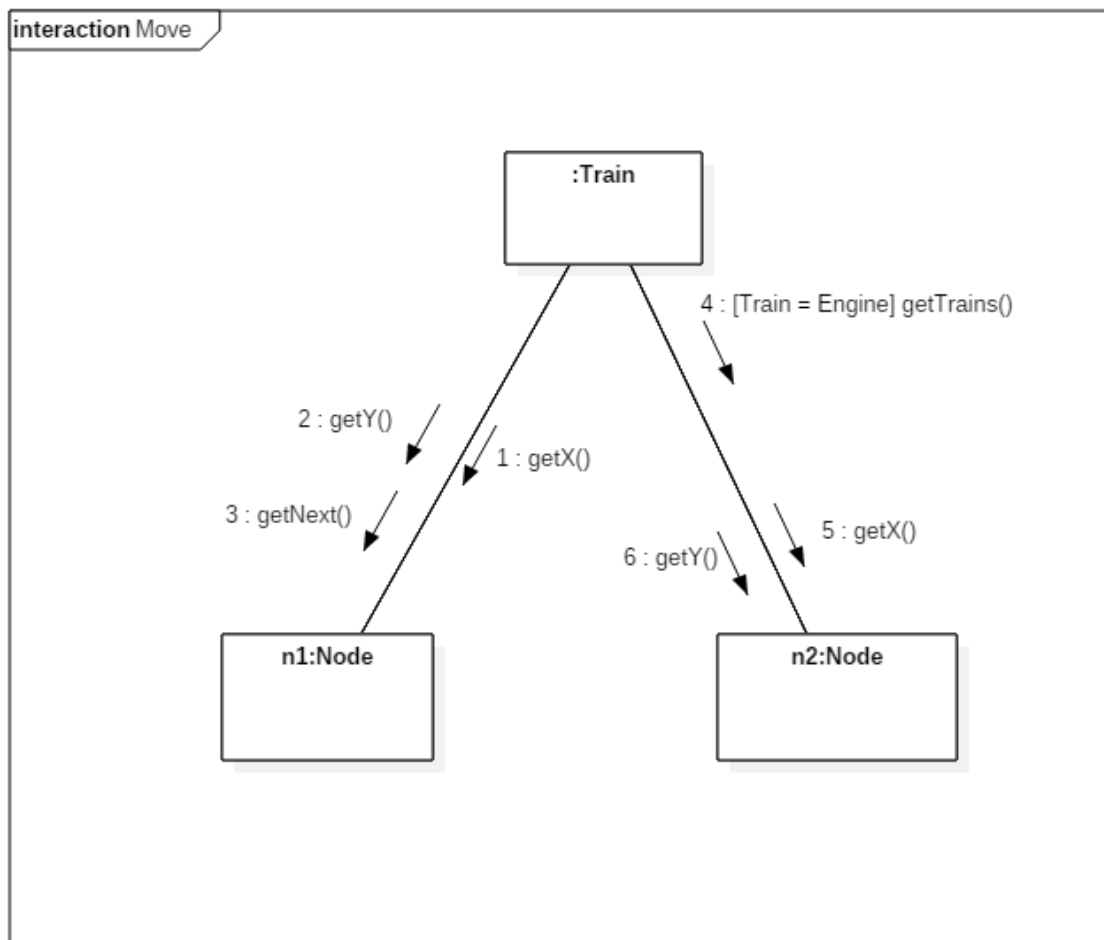 interaction Move
:Train
4 : [Train = Engine] getTrains()
2 : getY()
1 : getX()
3 : getNext()
5 : getX()
6 : getY()
n1:Node
n2:Node